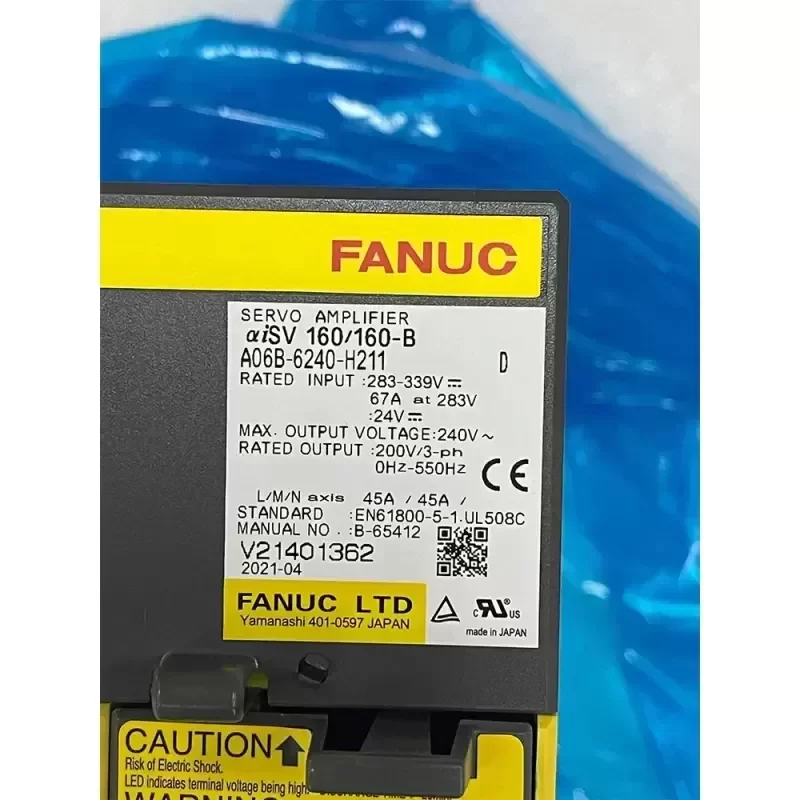 FANUC
SERVO AMPLIFIER
αiSV 160/160-B
A06B-6240-H211 D
RATED INPUT :283-339V⎓
67A at 283V
:24V⎓
MAX. OUTPUT VOLTAGE:240V~
RATED OUTPUT :200V/3-ph
0Hz-550Hz
CE
L/M/N axis 45A / 45A /
STANDARD :EN61800-5-1.UL508C
MANUAL NO. :B-65412
V21401362
2021-04
FANUC LTD
Yamanashi 401-0597 JAPAN
c RU US
made in JAPAN
CAUTION
Risk of Electric Shock.
LED indicates terminal voltage being high.
WARNING